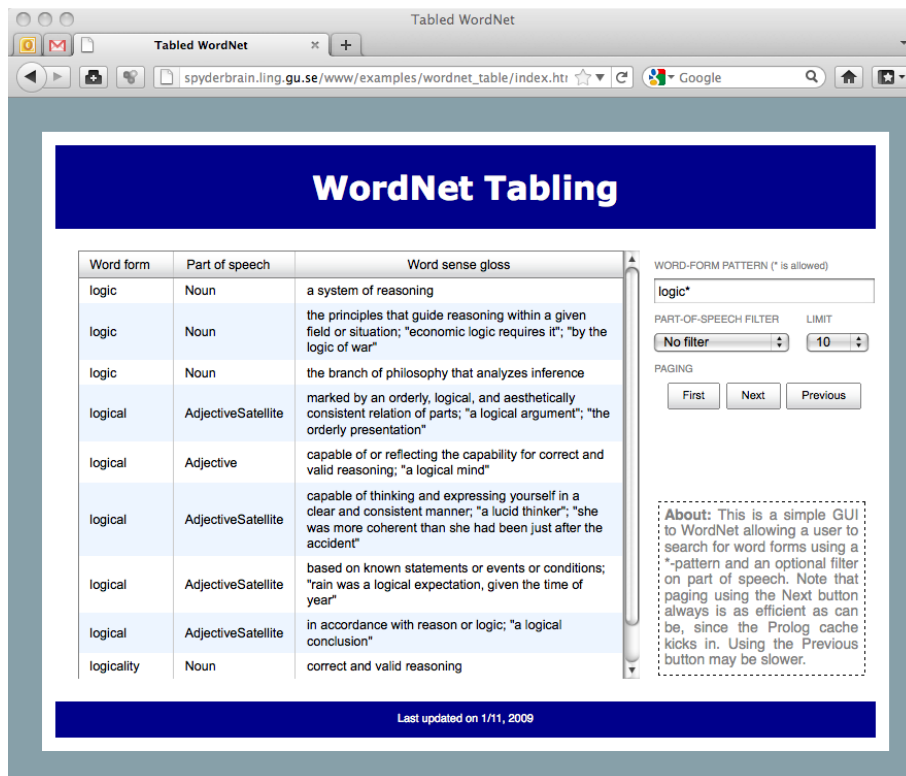 Tabled WordNet
Tabled WordNet
spyderbrain.ling.gu.se/www/examples/wordnet_table/index.htm
Google
WordNet Tabling
Word form Part of speech Word sense gloss
logic Noun a system of reasoning
the principles that guide reasoning within a given
logic Noun field or situation; "economic logic requires it"; "by the
logic of war"
logic Noun the branch of philosophy that analyzes inference
marked by an orderly, logical, and aesthetically
logical AdjectiveSatellite consistent relation of parts; "a logical argument"; "the
orderly presentation"
logical Adjective capable of or reflecting the capability for correct and
valid reasoning; "a logical mind"
capable of thinking and expressing yourself in a
clear and consistent manner; "a lucid thinker"; "she
logical AdjectiveSatellite was more coherent than she had been just after the
accident"
based on known statements or events or conditions;
logical AdjectiveSatellite "rain was a logical expectation, given the time of
year"
logical AdjectiveSatellite in accordance with reason or logic; "a logical
conclusion"
logicality Noun correct and valid reasoning
WORD-FORM PATTERN (* is allowed)
logic*
PART-OF-SPEECH FILTER LIMIT
No filter 10
PAGING
First Next Previous
About: This is a simple GUI
to WordNet allowing a user to
search for word forms using a
*-pattern and an optional filter
on part of speech. Note that
paging using the Next button
always is as efficient as can
be, since the Prolog cache
kicks in. Using the Previous
button may be slower.
Last updated on 1/11, 2009